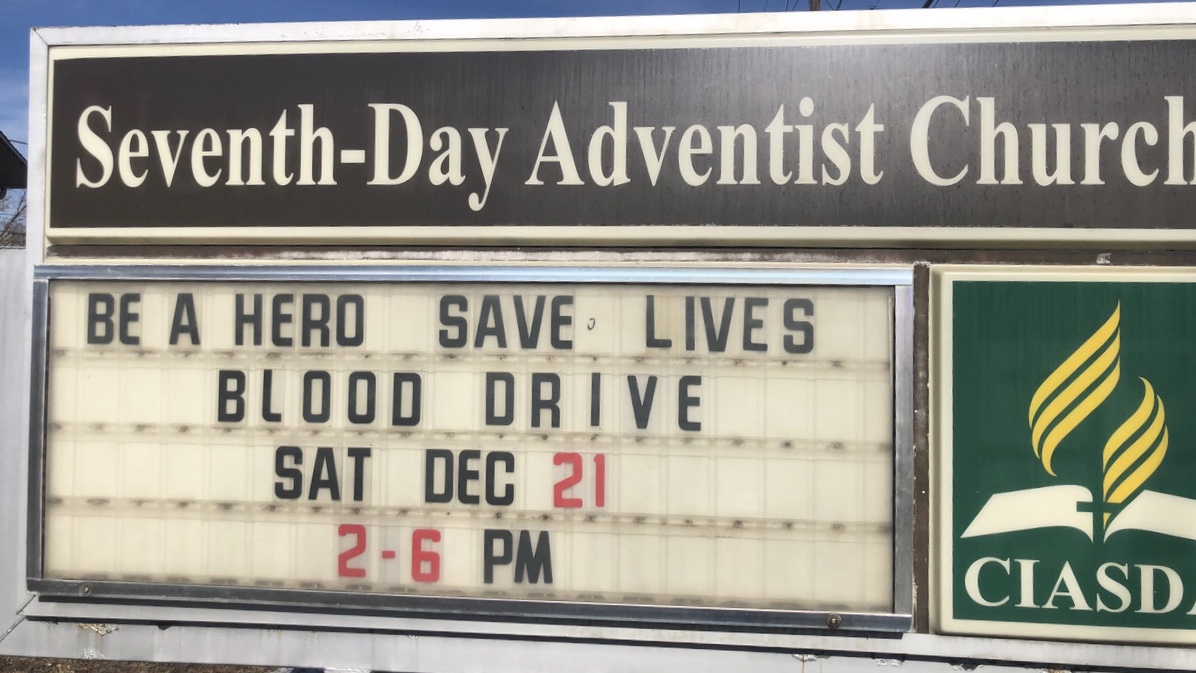 Seventh-Day Adventist Church
BE A HERO SAVE LIVES
BLOOD DRIVE
SAT DEC 21
2-6 PM
CIASDA